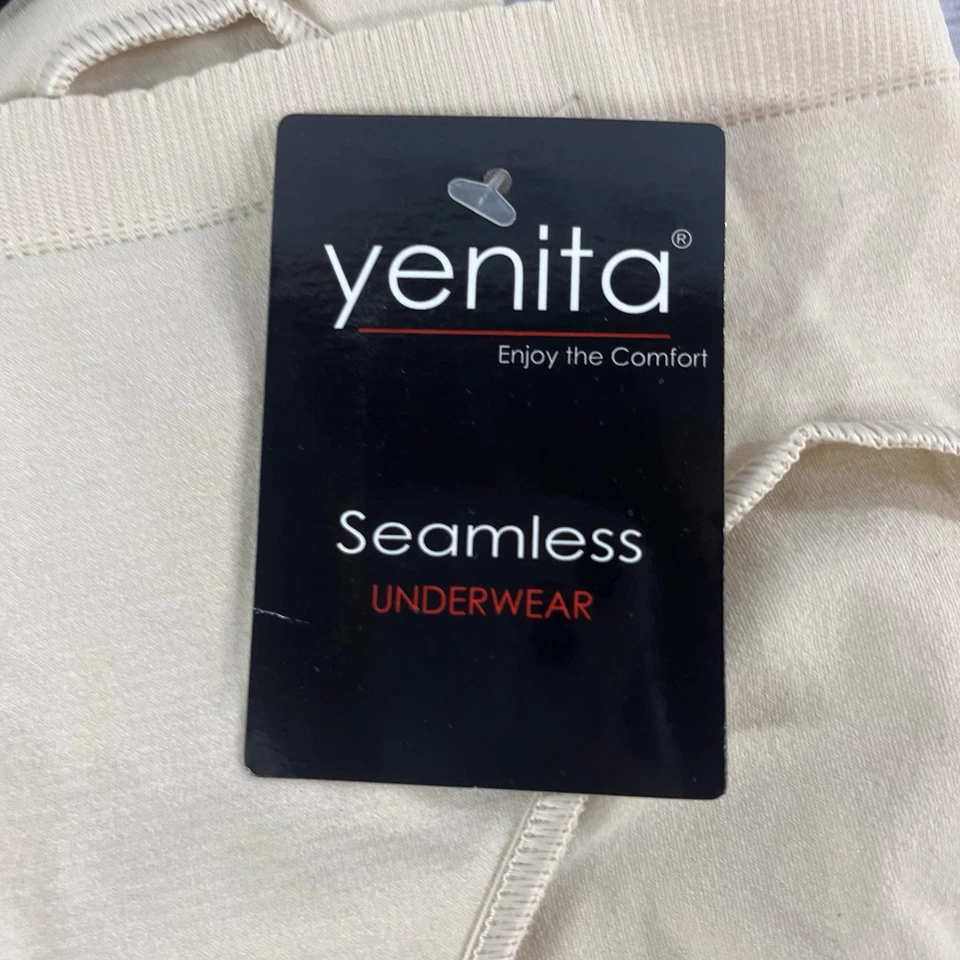 yenita®
Enjoy the Comfort
Seamless
UNDERWEAR